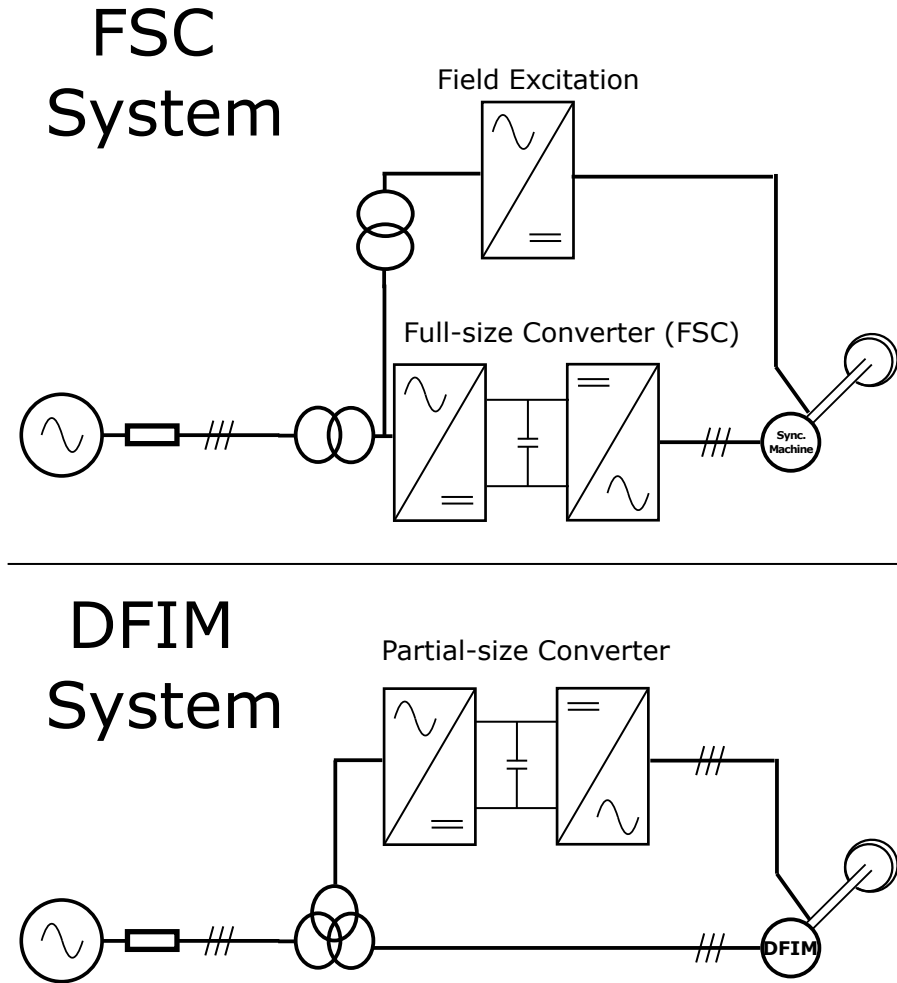 FSC
System
Field Excitation
Full-size Converter (FSC)
Sync.
Machine
DFIM
System
Partial-size Converter
DFIM